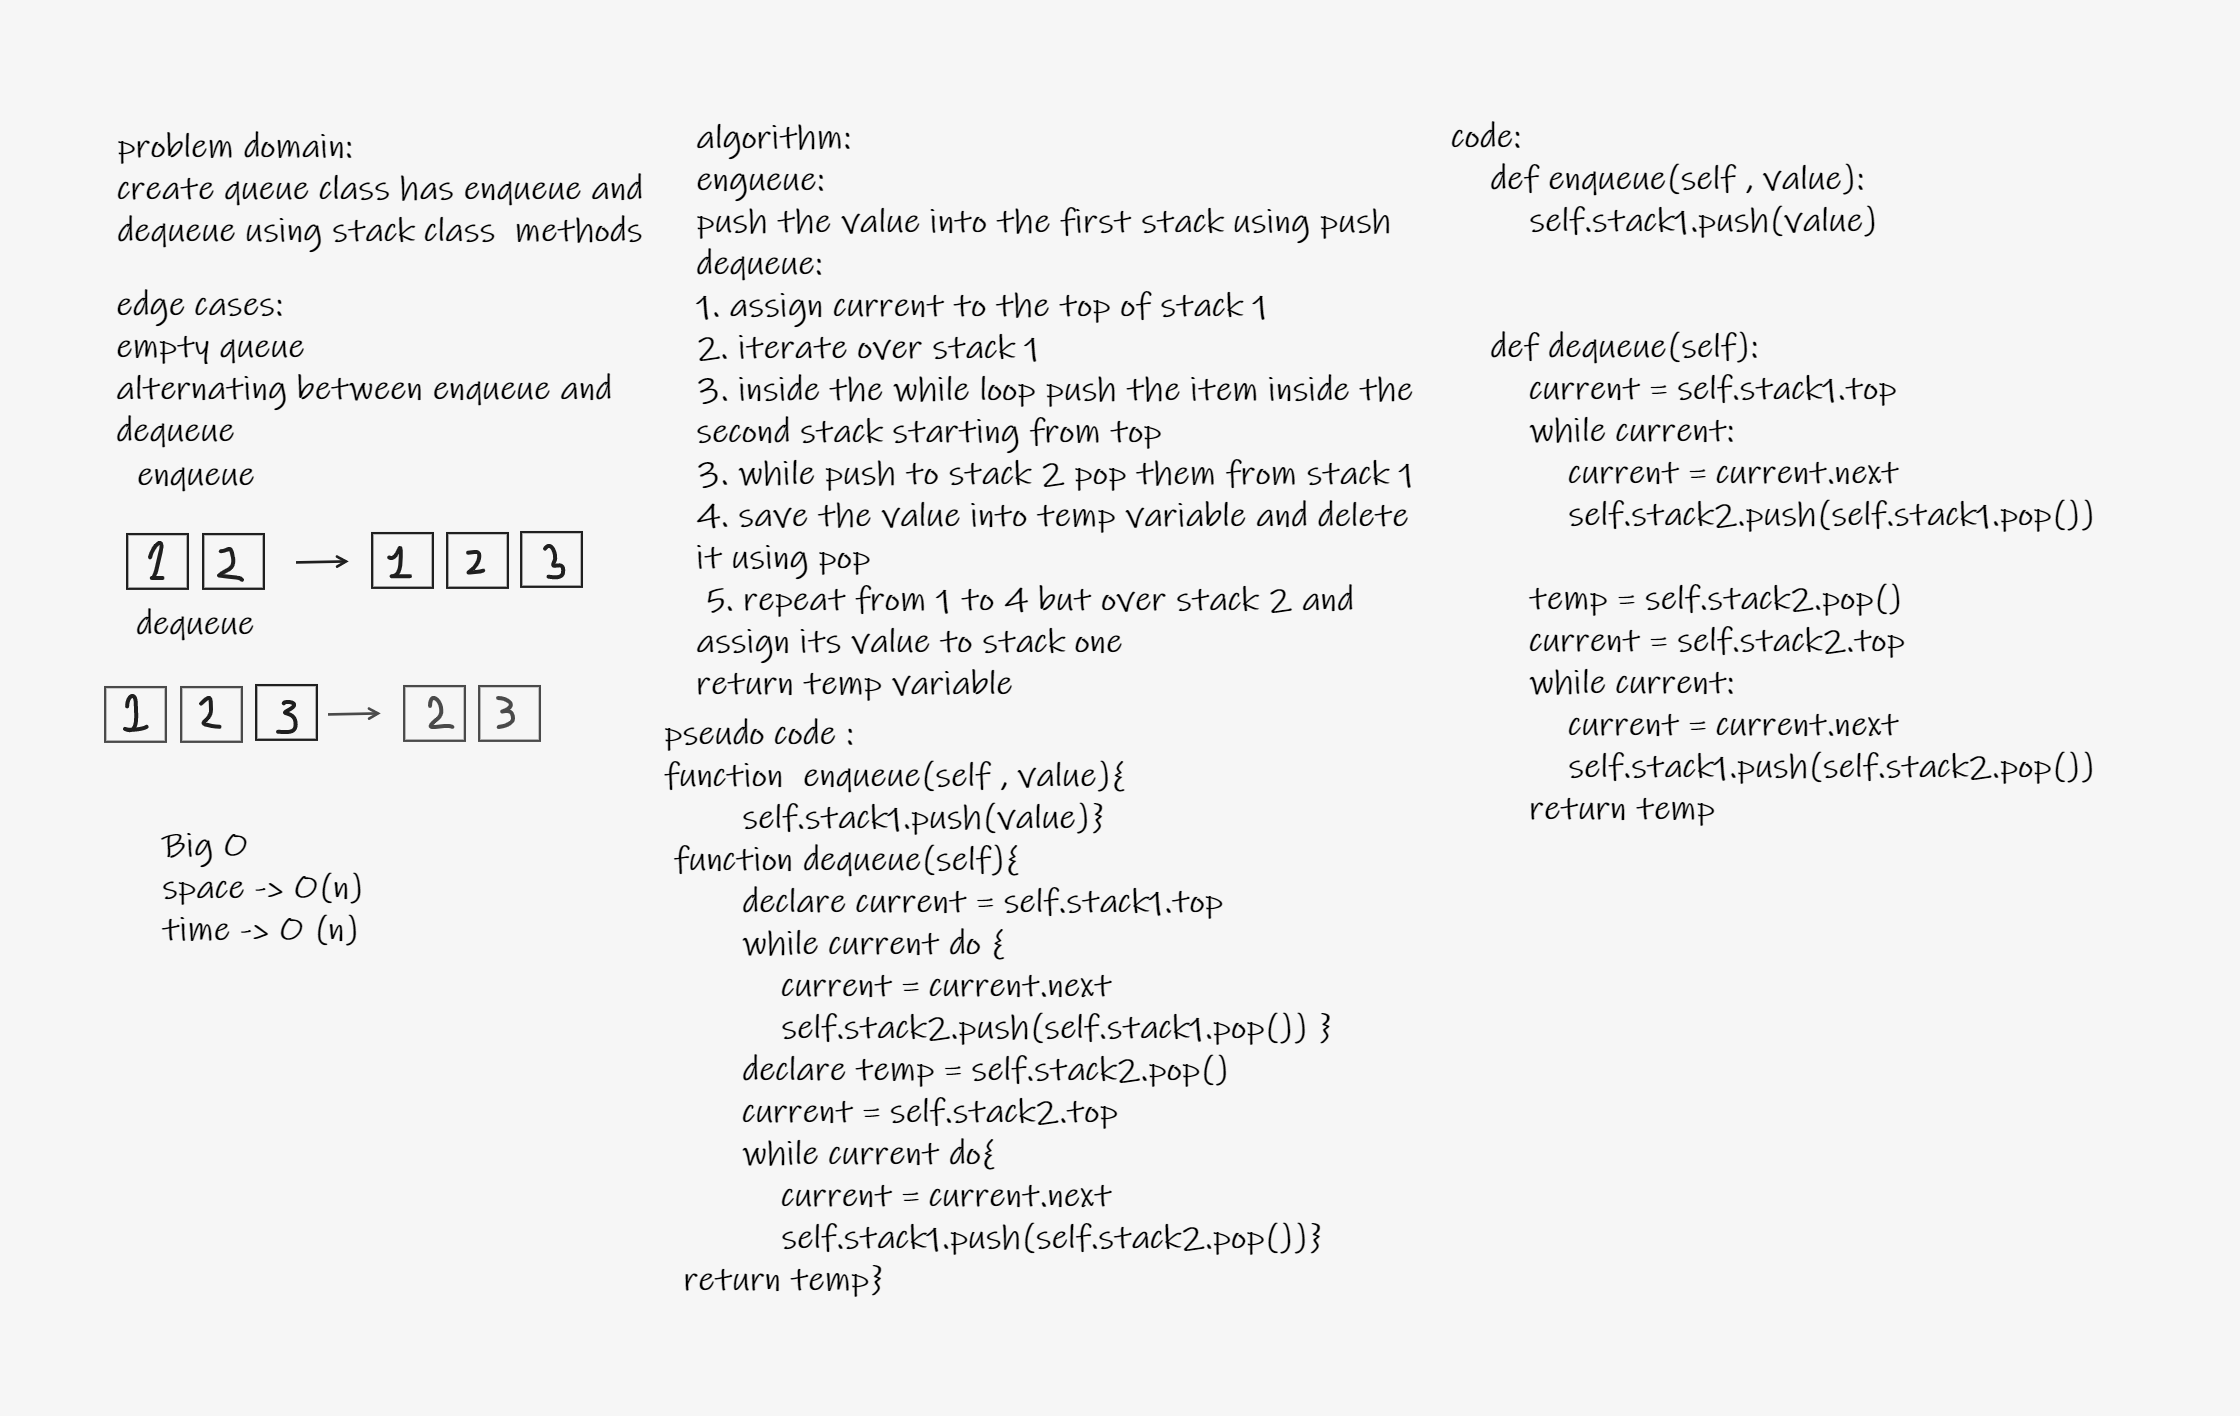 problem domain:
create queue class has enqueue and
dequeue using stack class  methods
edge cases:
empty queue
alternating between enqueue and
dequeue
enqueue
1 2 → 1 2 3
dequeue
1 2 3 → 2 3
Big O
space -> O(n)
time -> O (n)
algorithm:
engueue:
push the value into the first stack using push
dequeue:
1. assign current to the top of stack 1
2. iterate over stack 1
3. inside the while loop push the item inside the
second stack starting from top
3. while push to stack 2 pop them from stack 1
4. save the value into temp variable and delete
it using pop
5. repeat from 1 to 4 but over stack 2 and
assign its value to stack one
return temp variable
pseudo code :
function  enqueue(self , value){
self.stack1.push(value)}
function dequeue(self){
declare current = self.stack1.top
while current do {
current = current.next
self.stack2.push(self.stack1.pop()) }
declare temp = self.stack2.pop()
current = self.stack2.top
while current do{
current = current.next
self.stack1.push(self.stack2.pop())}
return temp}
code:
def enqueue(self , value):
self.stack1.push(value)
def dequeue(self):
current = self.stack1.top
while current:
current = current.next
self.stack2.push(self.stack1.pop())
temp = self.stack2.pop()
current = self.stack2.top
while current:
current = current.next
self.stack1.push(self.stack2.pop())
return temp